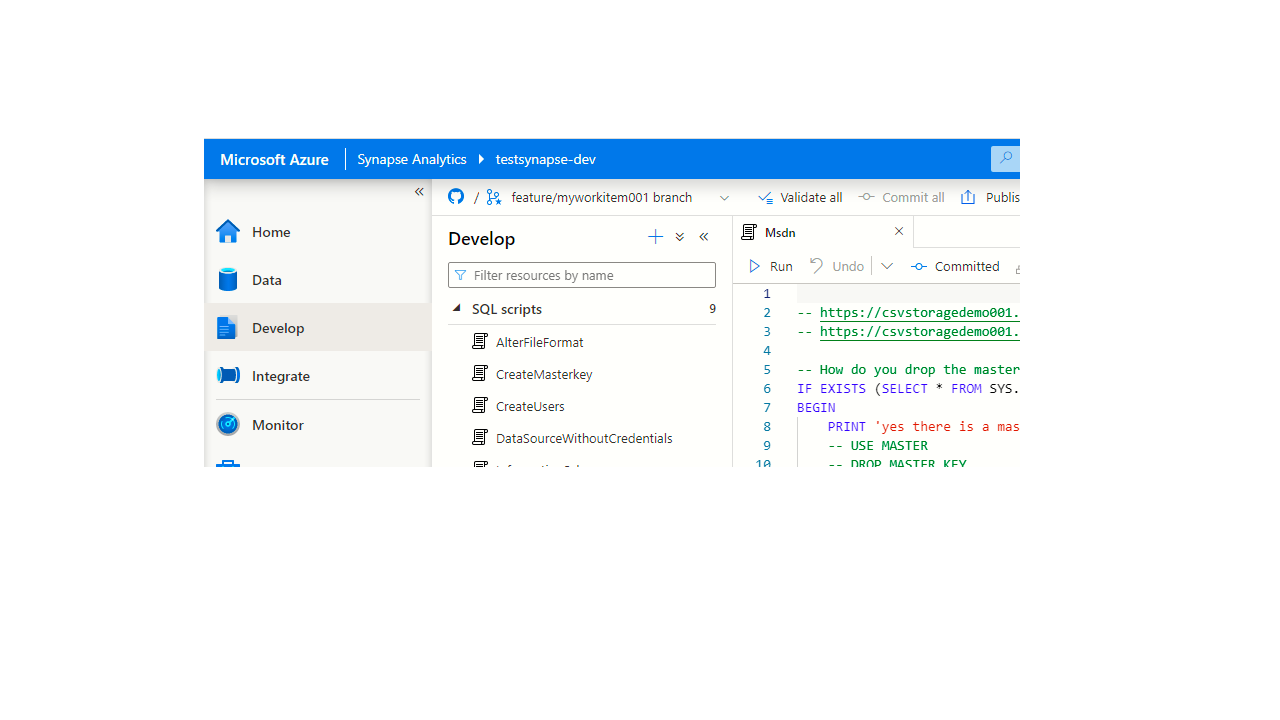 Microsoft Azure Synapse Analytics testsynapse-dev
Home
Data
Develop
Integrate
Monitor
/ feature/myworkitem001 branch
Validate all Commit all Publis
Develop
Filter resources by name
SQL scripts 9
AlterFileFormat
CreateMasterkey
CreateUsers
DataSourceWithoutCredentials
Msdn
Run Undo Committed
1
2 -- https://csvstoragedemo001.
3 -- https://csvstoragedemo001.
4
5 -- How do you drop the master
6 IF EXISTS (SELECT * FROM SYS.
7 BEGIN
8 PRINT 'yes there is a mas
9 -- USE MASTER
10 -- DROP MASTER KEY